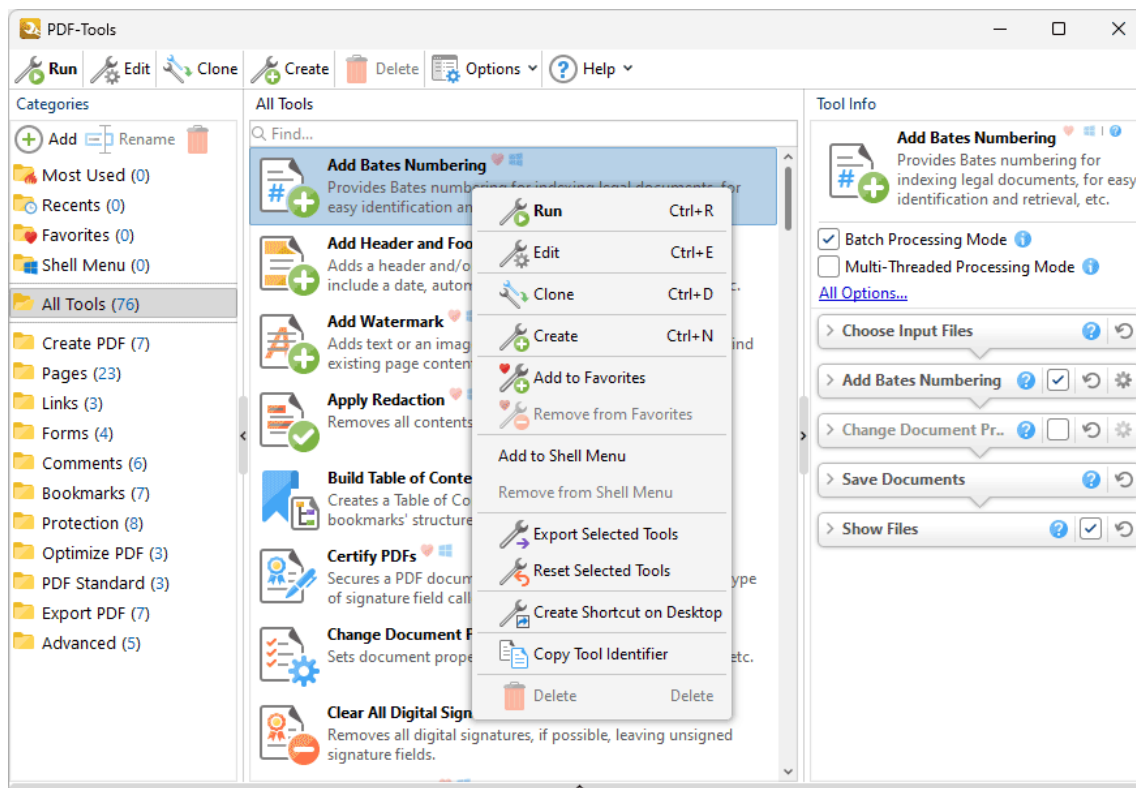 PDF-Tools
Run Edit Clone Create Delete Options Help
Categories
Add Rename
Most Used (0)
Recents (0)
Favorites (0)
Shell Menu (0)
All Tools (76)
Create PDF (7)
Pages (23)
Links (3)
Forms (4)
Comments (6)
Bookmarks (7)
Protection (8)
Optimize PDF (3)
PDF Standard (3)
Export PDF (7)
Advanced (5)
All Tools
Find...
Add Bates Numbering
Provides Bates numbering for indexing legal documents, for
easy identification an
Add Header and Foo
Adds a header and/o
include a date, autom c.
Add Watermark
Adds text or an imag ind
existing page conten
Apply Redaction
Removes all contents
Build Table of Conte
Creates a Table of Co
bookmarks' structure
Certify PDFs
Secures a PDF docum ype
of signature field call
Change Document P
Sets document prope etc.
Clear All Digital Sign
Removes all digital signatures, if possible, leaving unsigned
signature fields.
Run Ctrl+R
Edit Ctrl+E
Clone Ctrl+D
Create Ctrl+N
Add to Favorites
Remove from Favorites
Add to Shell Menu
Remove from Shell Menu
Export Selected Tools
Reset Selected Tools
Create Shortcut on Desktop
Copy Tool Identifier
Delete Delete
Tool Info
Add Bates Numbering
Provides Bates numbering for
indexing legal documents, for easy
identification and retrieval, etc.
Batch Processing Mode
Multi-Threaded Processing Mode
All Options...
Choose Input Files
Add Bates Numbering
Change Document Pr..
Save Documents
Show Files